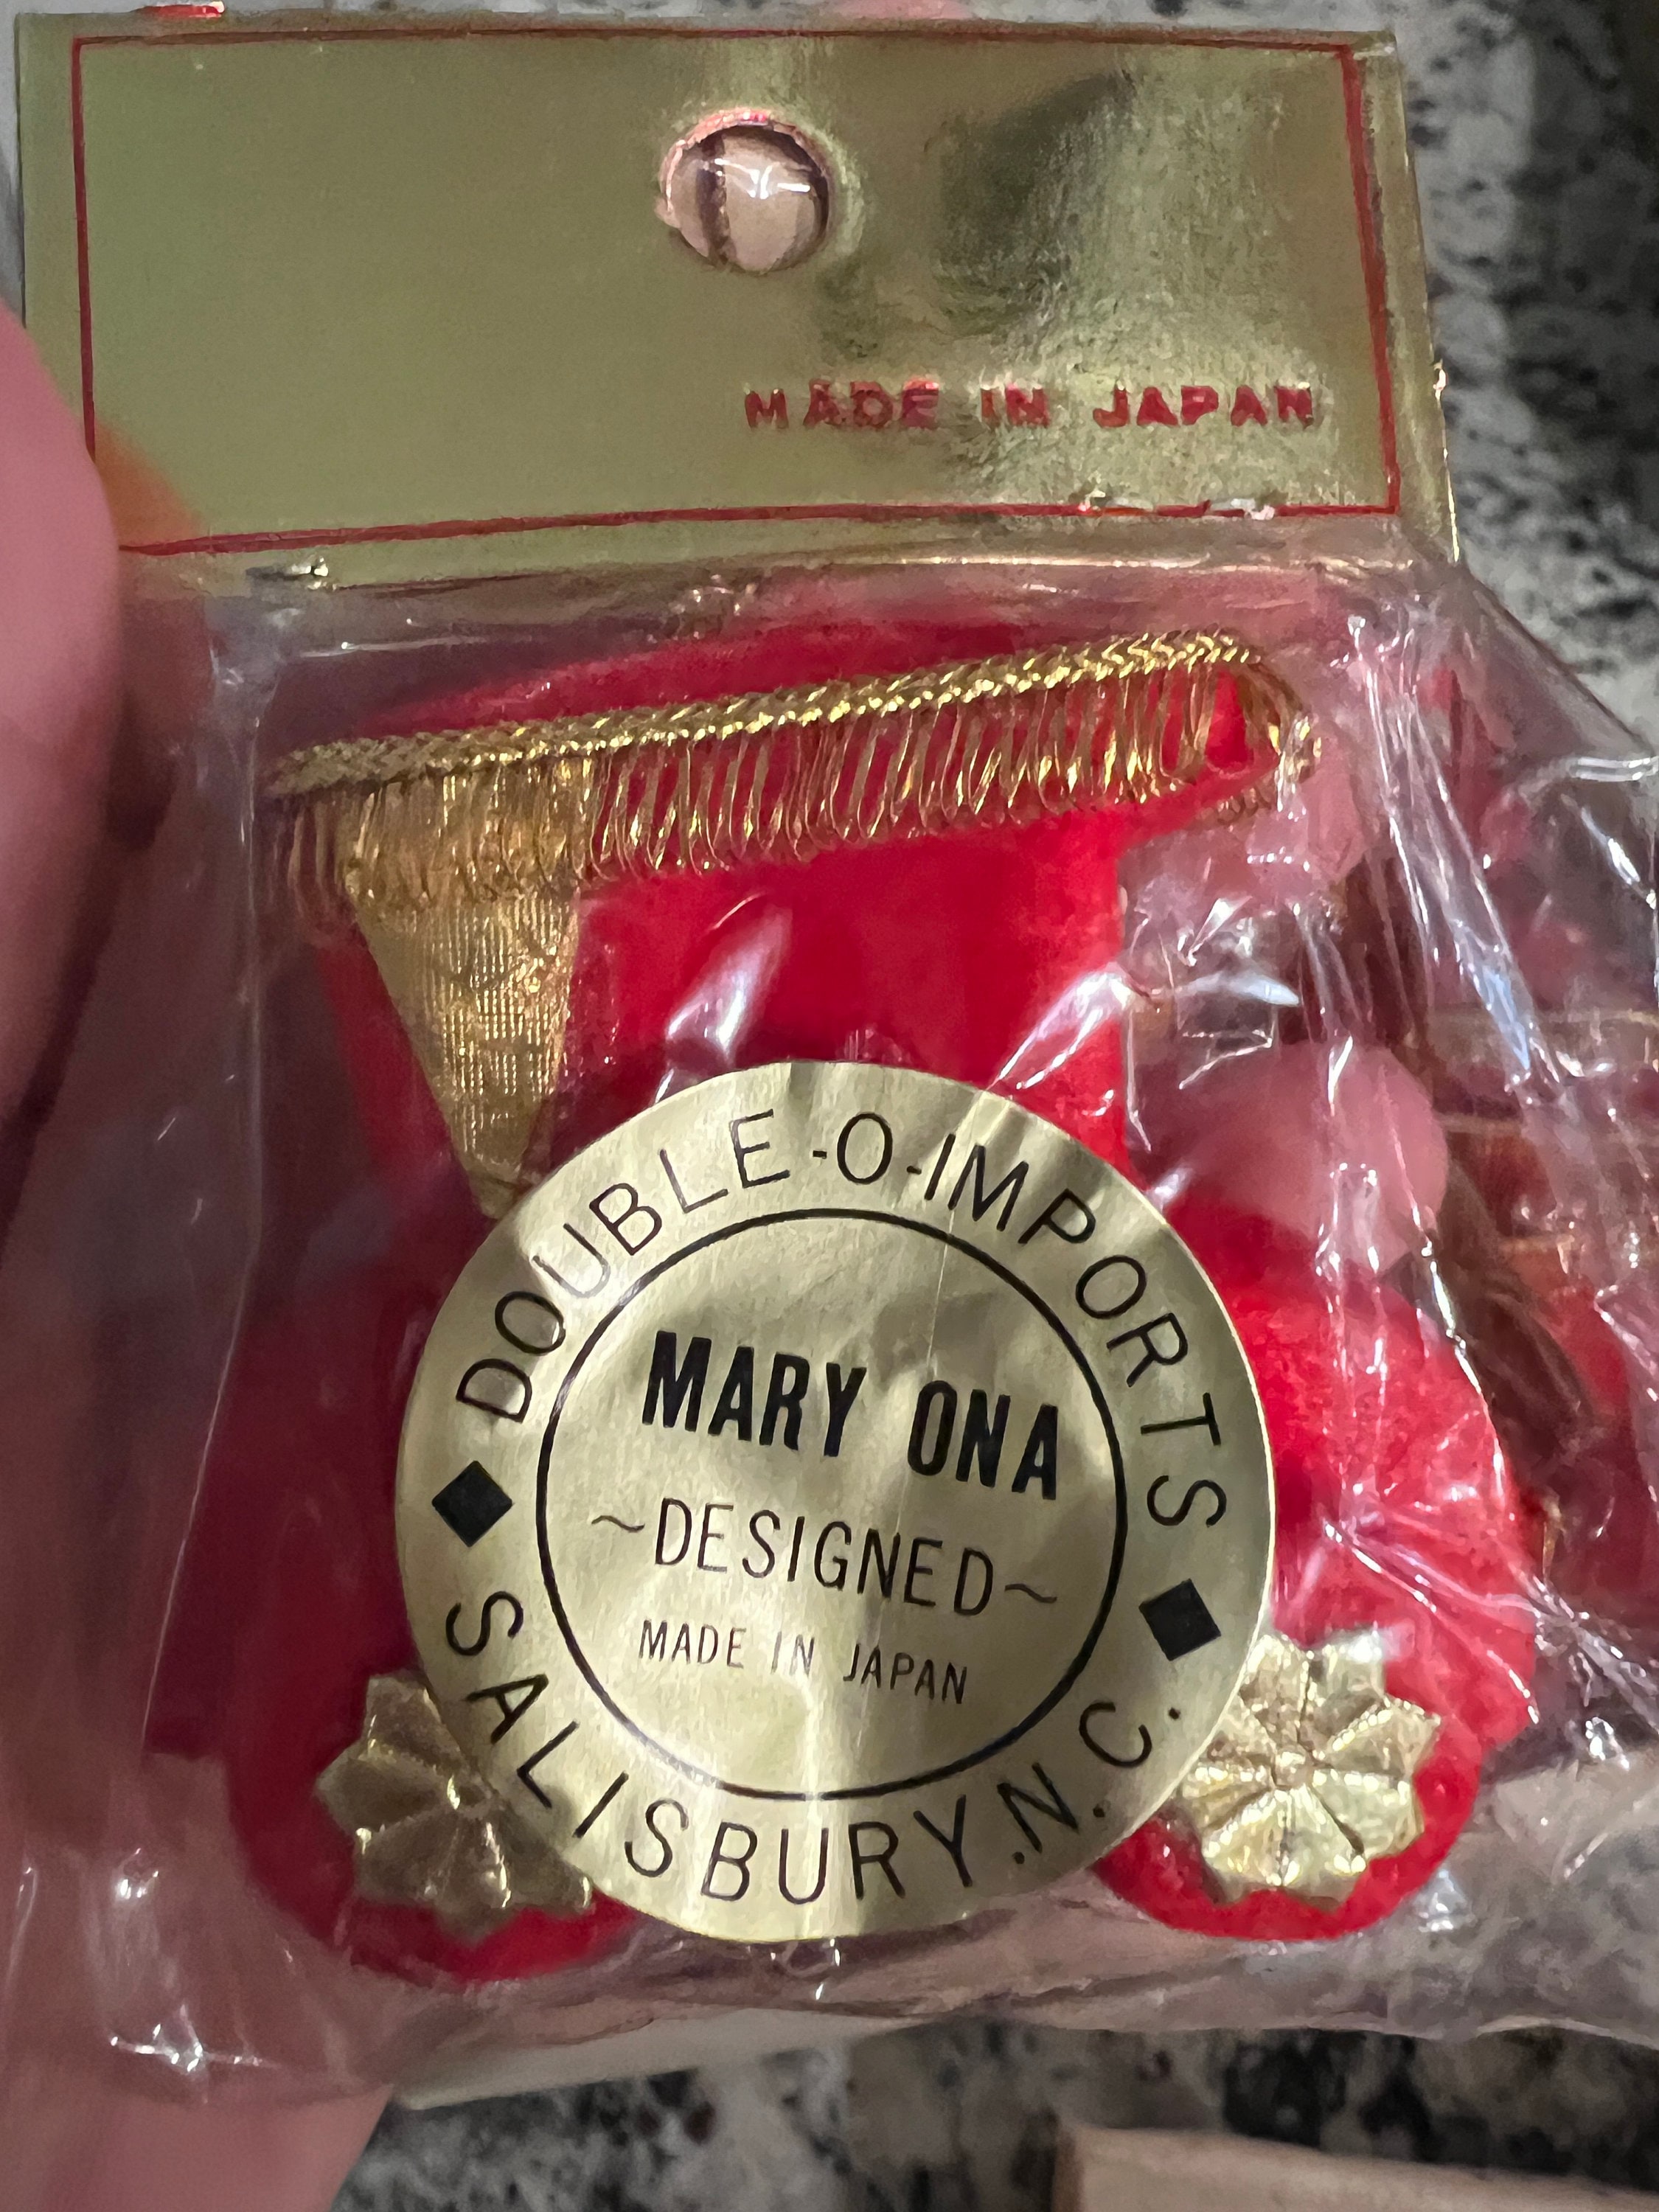 MADE IN JAPAN
DOUBLE-O-IMPORTS
MARY ONA
~DESIGNED~
MADE IN JAPAN
SALISBURY.N.C.